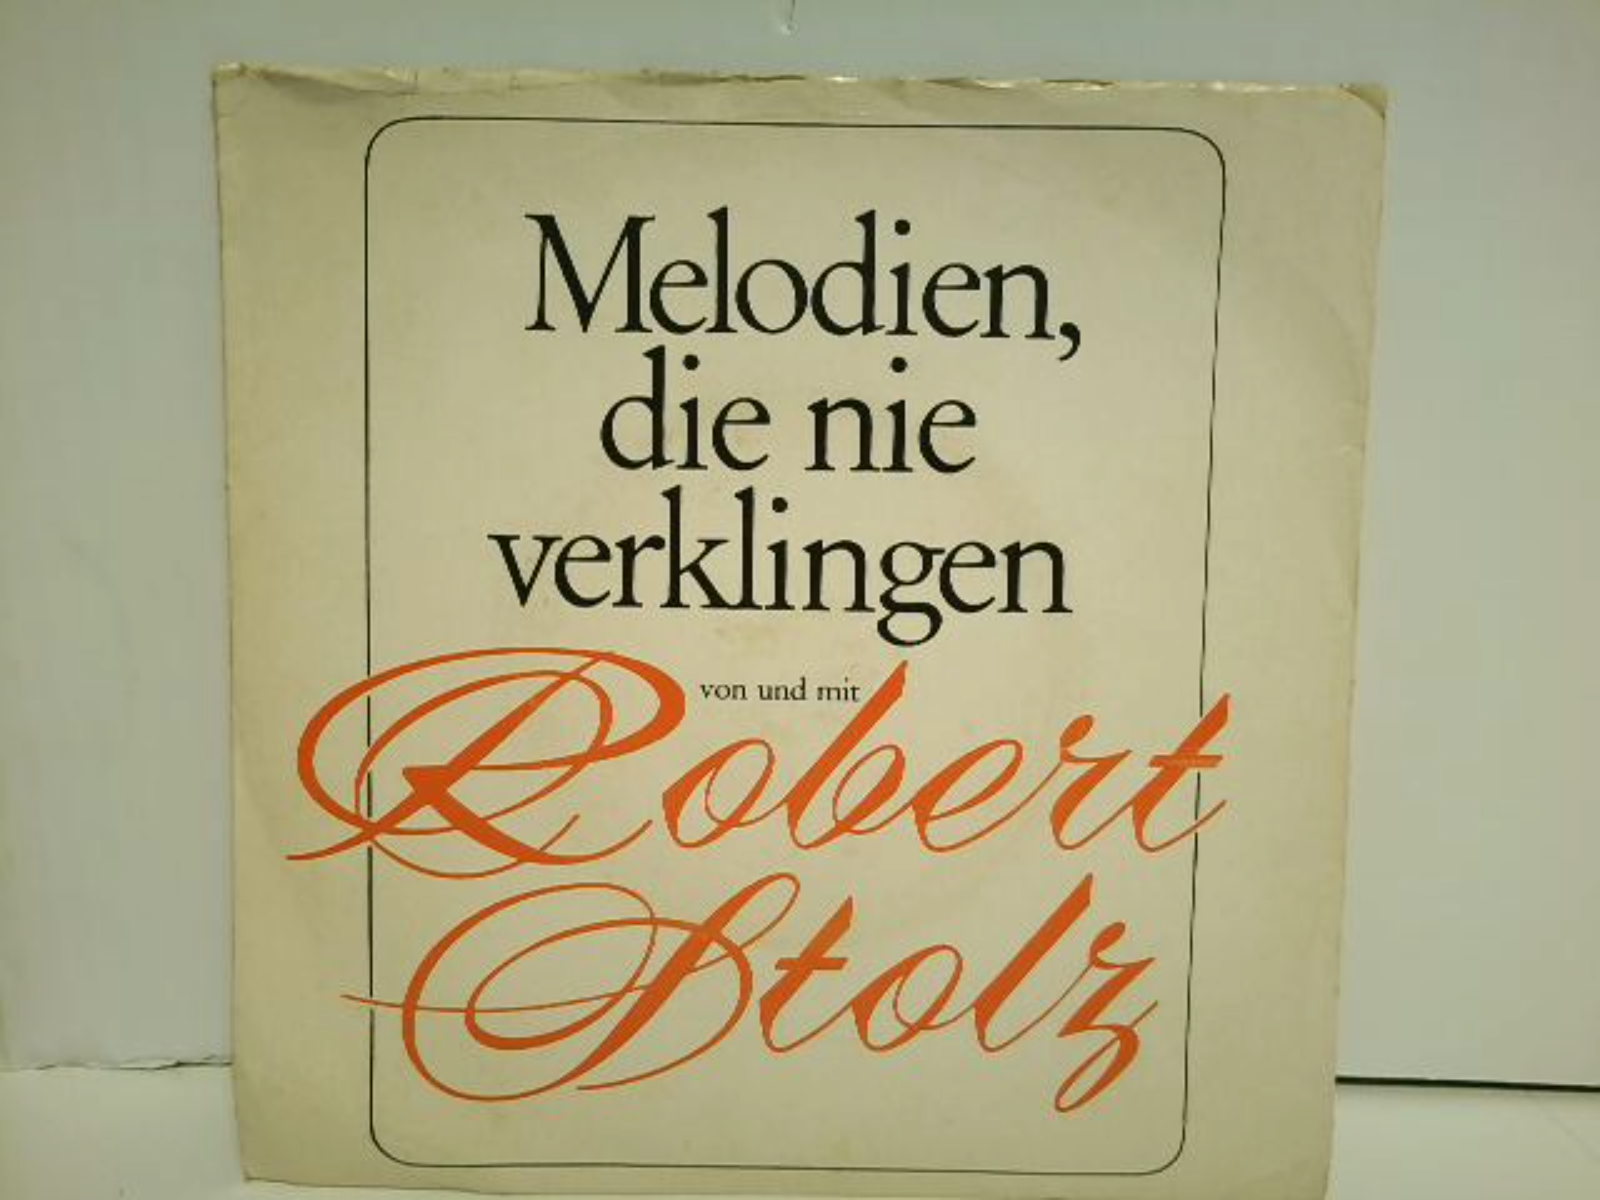 Melodien,
die nie
verklingen
von und mit
Robert
Stolz